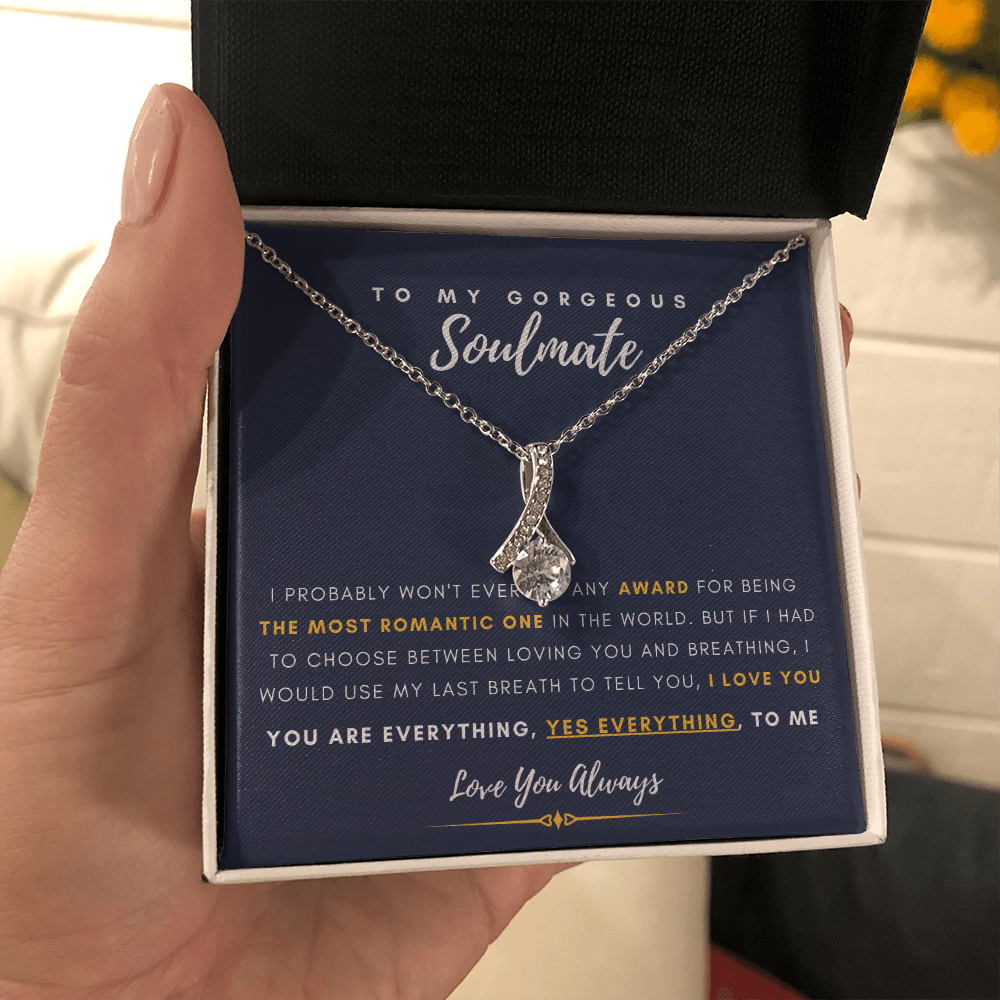 TO MY GORGEOUS
Soulmate
I PROBABLY WON'T EVER ANY AWARD FOR BEING
THE MOST ROMANTIC ONE IN THE WORLD. BUT IF I HAD
TO CHOOSE BETWEEN LOVING YOU AND BREATHING, I
WOULD USE MY LAST BREATH TO TELL YOU, I LOVE YOU
YOU ARE EVERYTHING, YES EVERYTHING, TO ME
Love You Always